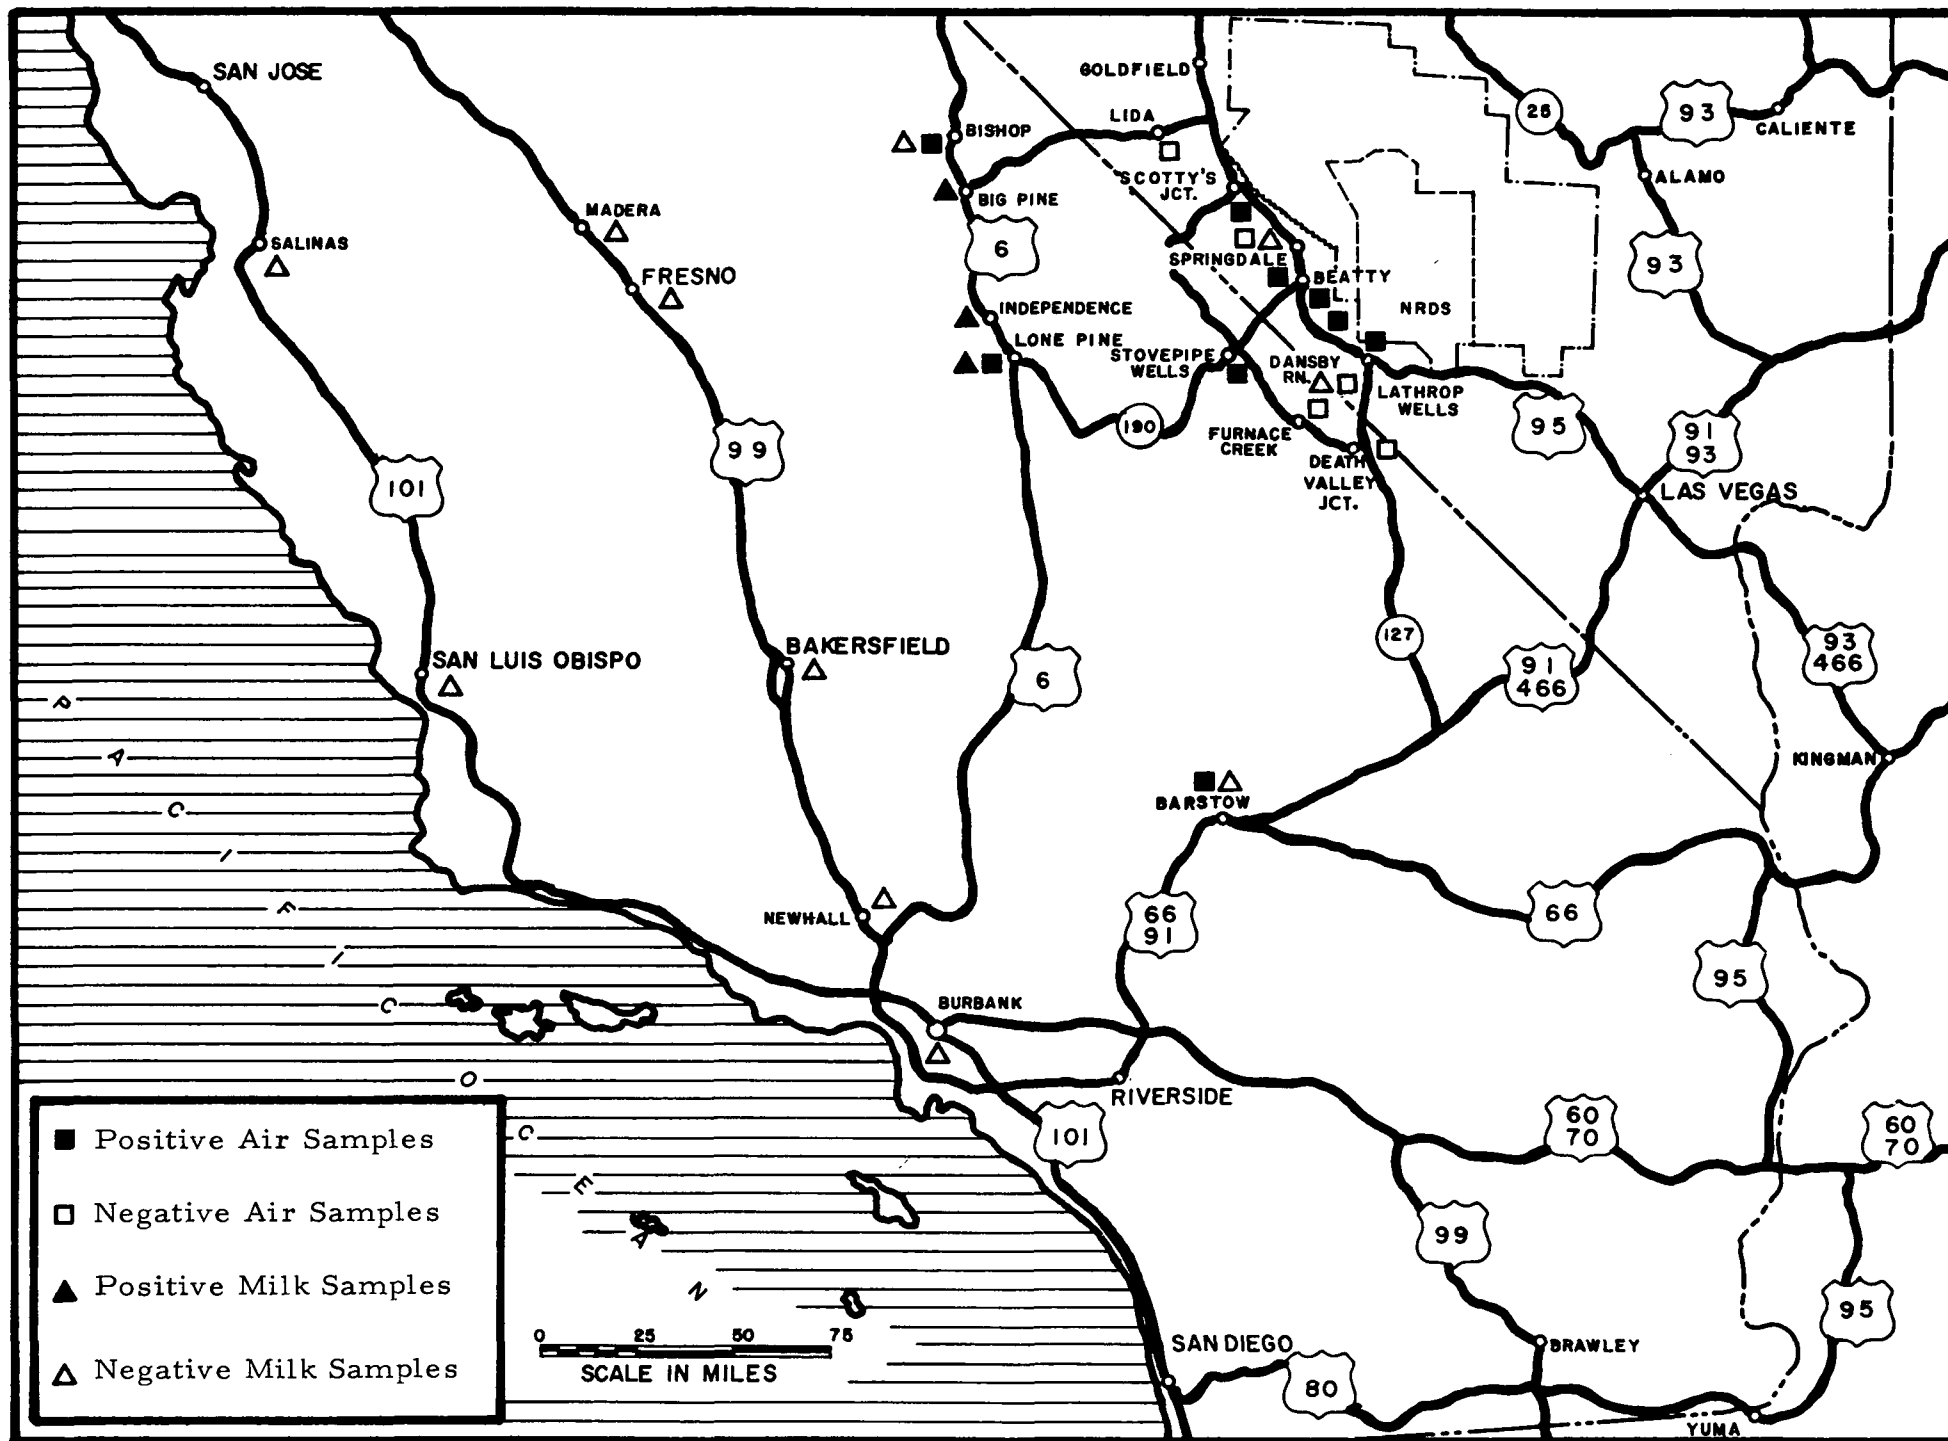 SAN JOSE
GOLDFIELD
LIDA
26
93
CALIENTE
BISHOP
SCOTTY'S
JCT.
ALAMO
BIG PINE
MADERA
SALINAS
6
93
FRESNO
SPRINGDALE
BEATTY
NRDS
INDEPENDENCE
LONE PINE
STOVEPIPE
WELLS
DANSBY
RN.
LATHROP
WELLS
190
FURNACE
CREEK
95
91
93
99
101
DEATH
VALLEY
JCT.
LAS VEGAS
127
BAKERSFIELD
SAN LUIS OBISPO
6
91
466
93
466
KINGMAN
BARSTOW
NEWHALL
66
91
66
95
BURBANK
RIVERSIDE
101
60
70
60
70
PACIFIC OCEAN
Positive Air Samples
Negative Air Samples
Positive Milk Samples
Negative Milk Samples
0 25 50 75
SCALE IN MILES
99
95
SAN DIEGO
BRAWLEY
80
YUMA